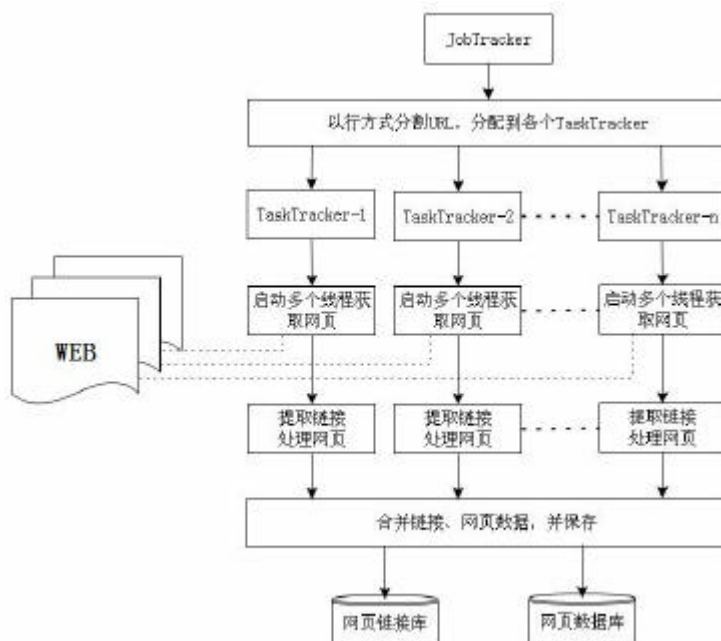 JobTracker
以行方式分割URL，分配到各个TaskTracker
TaskTracker-1
TaskTracker-2
TaskTracker-n
启动多个线程获
取网页
启动多个线程获
取网页
启动多个线程获
取网页
WEB
提取链接
处理网页
提取链接
处理网页
提取链接
处理网页
合并链接、网页数据，并保存
网页链接库
网页数据库